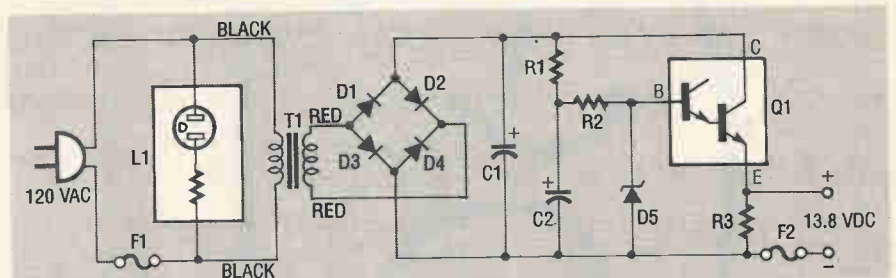 BLACK
D1
D2
R1
C
B
Q1
T1
RED
R2
D
L1
D3
D4
+
C1
+
C2
D5
E
+
120 VAC
R3
13.8 VDC
RED
F1
F2
−
BLACK